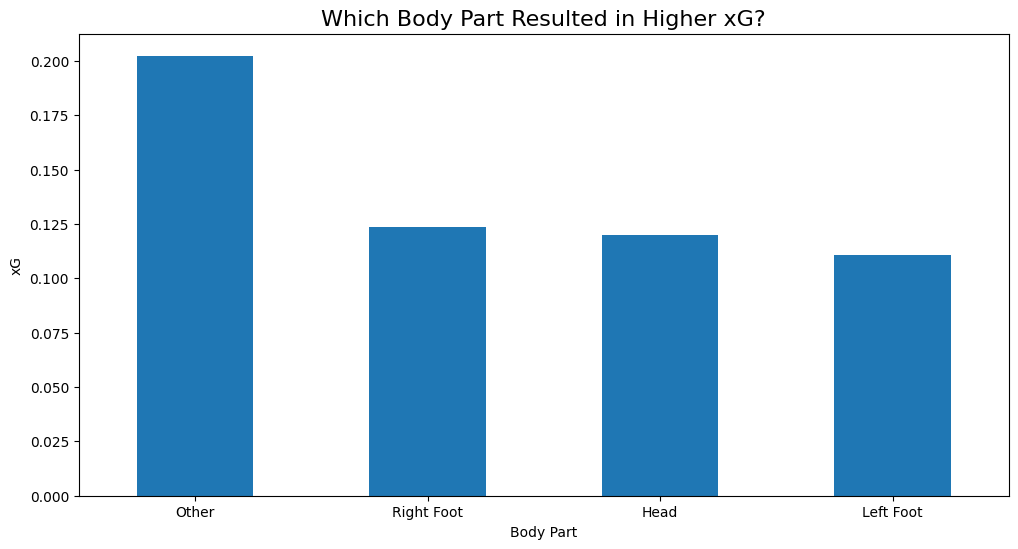 Which Body Part Resulted in Higher xG?
xG
0.200
0.175
0.150
0.125
0.100
0.075
0.050
0.025
0.000
Other
Right Foot
Head
Left Foot
Body Part